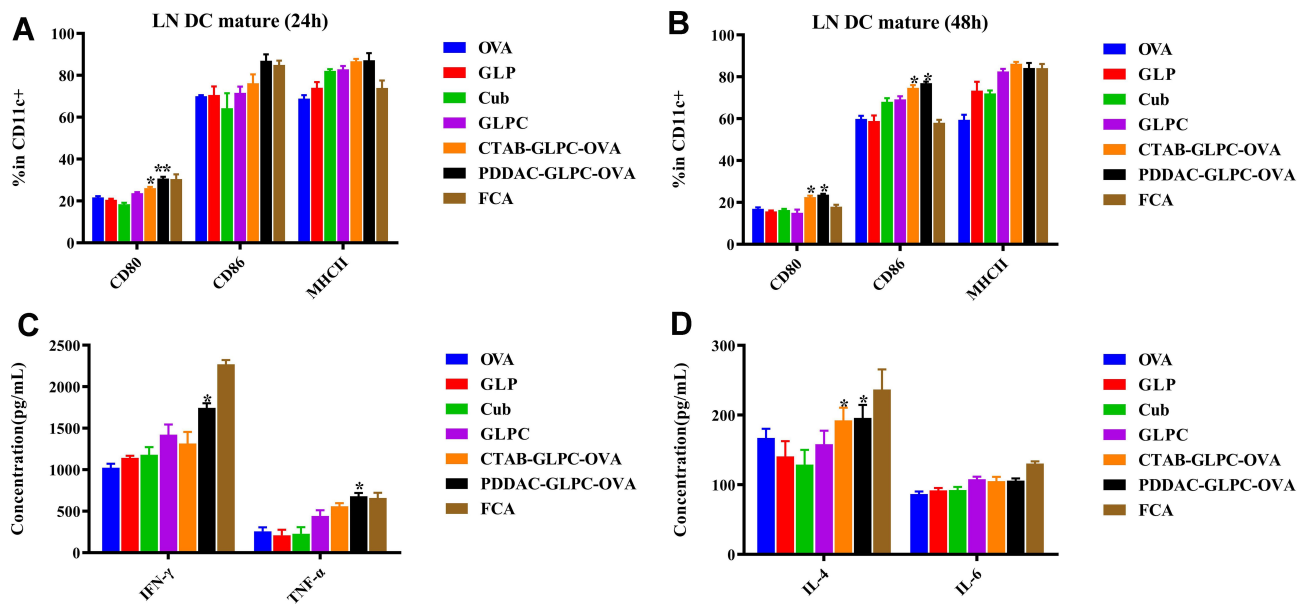 A
LN DC mature (24h)
%in CD11c+
100
80
60
40
20
0
* ** 
CD80
CD86
MHCII
OVA
GLP
Cub
GLPC
CTAB-GLPC-OVA
PDDAC-GLPC-OVA
FCA
B
LN DC mature (48h)
%in CD11c+
100
80
60
40
20
0
* *
* *
CD80
CD86
MHCII
OVA
GLP
Cub
GLPC
CTAB-GLPC-OVA
PDDAC-GLPC-OVA
FCA
C
Concentration(pg/mL)
2500
2000
1500
1000
500
0
*
*
IFN-γ
TNF-α
OVA
GLP
Cub
GLPC
CTAB-GLPC-OVA
PDDAC-GLPC-OVA
FCA
D
Concentration(pg/mL)
300
200
100
0
* *
IL-4
IL-6
OVA
GLP
Cub
GLPC
CTAB-GLPC-OVA
PDDAC-GLPC-OVA
FCA